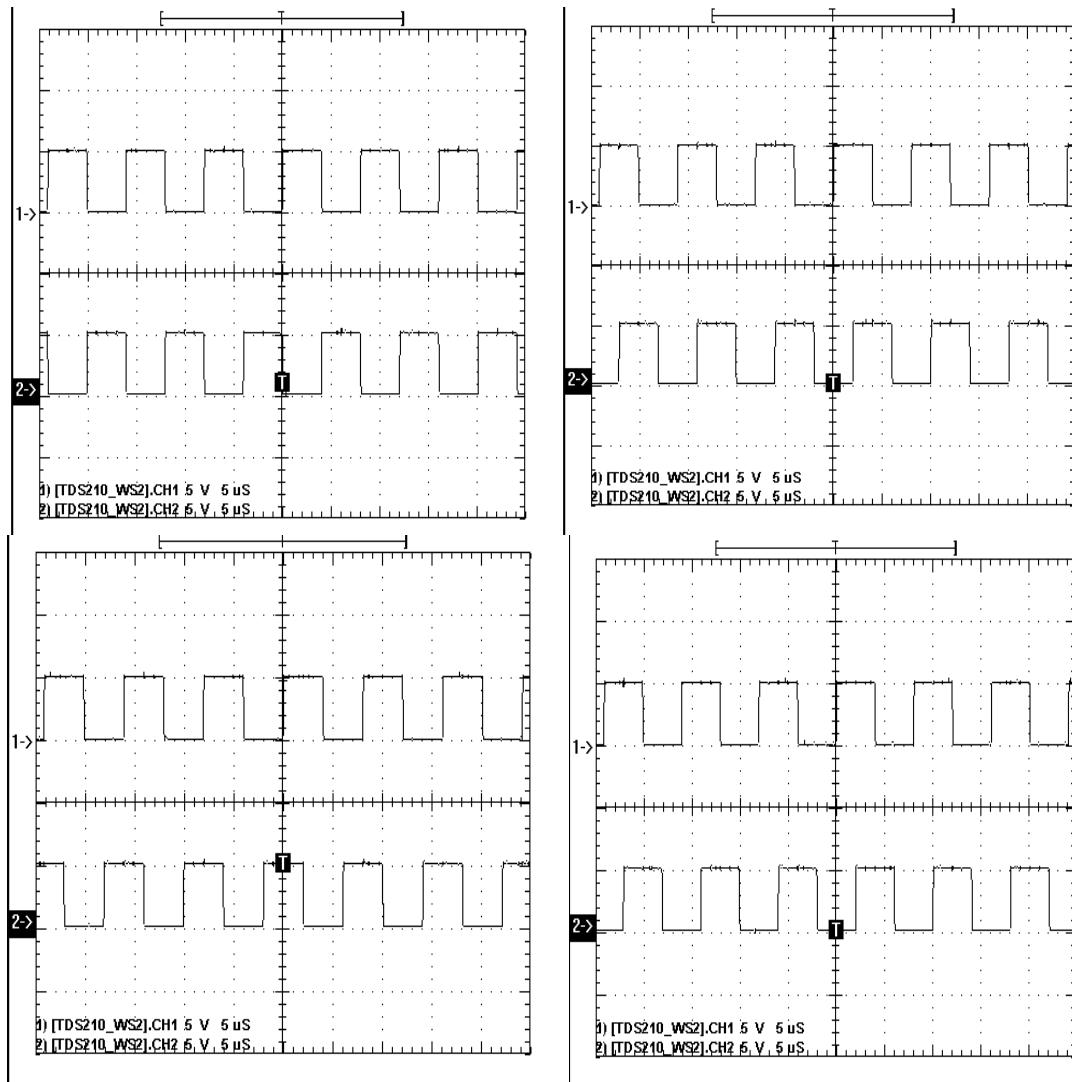 1->
2->
T
1) [TDS210_WS2].CH1 5 V 5 uS
2) [TDS210_WS2].CH2 5 V 5 uS
1->
2->
T
1) [TDS210_WS2].CH1 5 V 5 uS
2) [TDS210_WS2].CH2 5 V 5 uS
1->
T
2->
1) [TDS210_WS2].CH1 5 V 5 uS
2) [TDS210_WS2].CH2 5 V 5 uS
1->
2->
T
1) [TDS210_WS2].CH1 5 V 5 uS
2) [TDS210_WS2].CH2 5 V 5 uS